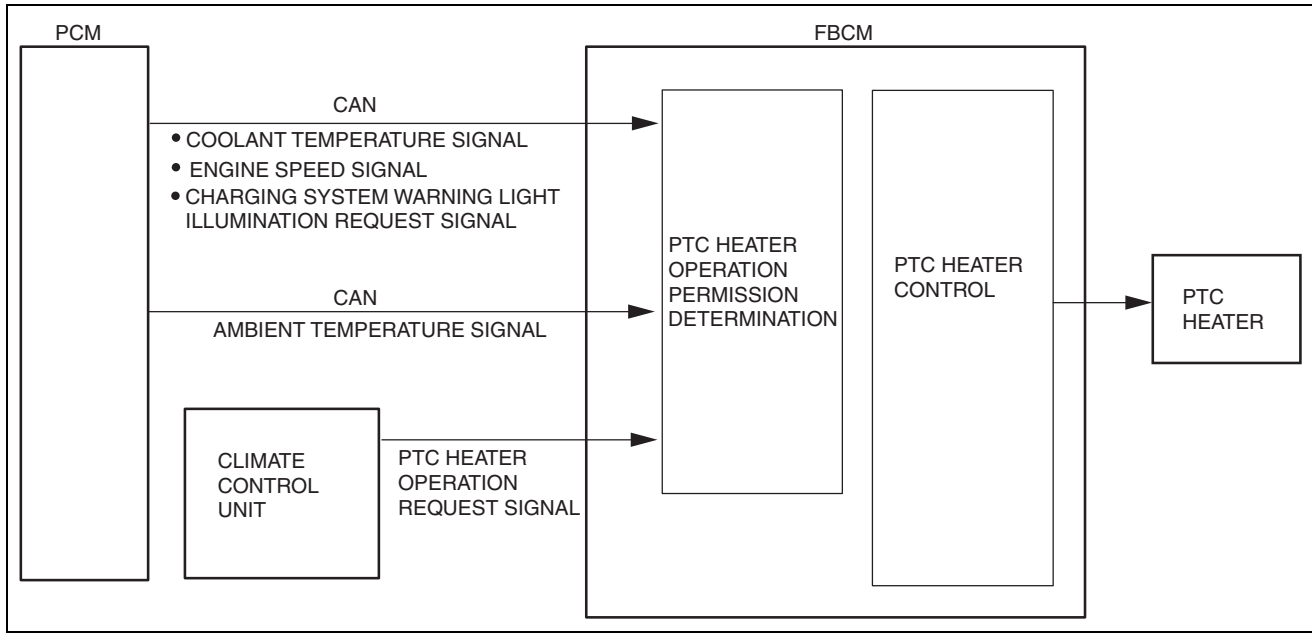 PCM
FBCM
CAN
• COOLANT TEMPERATURE SIGNAL
• ENGINE SPEED SIGNAL
• CHARGING SYSTEM WARNING LIGHT
ILLUMINATION REQUEST SIGNAL
CAN
AMBIENT TEMPERATURE SIGNAL
CLIMATE
CONTROL
UNIT
PTC HEATER
OPERATION
REQUEST SIGNAL
PTC HEATER
OPERATION
PERMISSION
DETERMINATION
PTC HEATER
CONTROL
PTC
HEATER